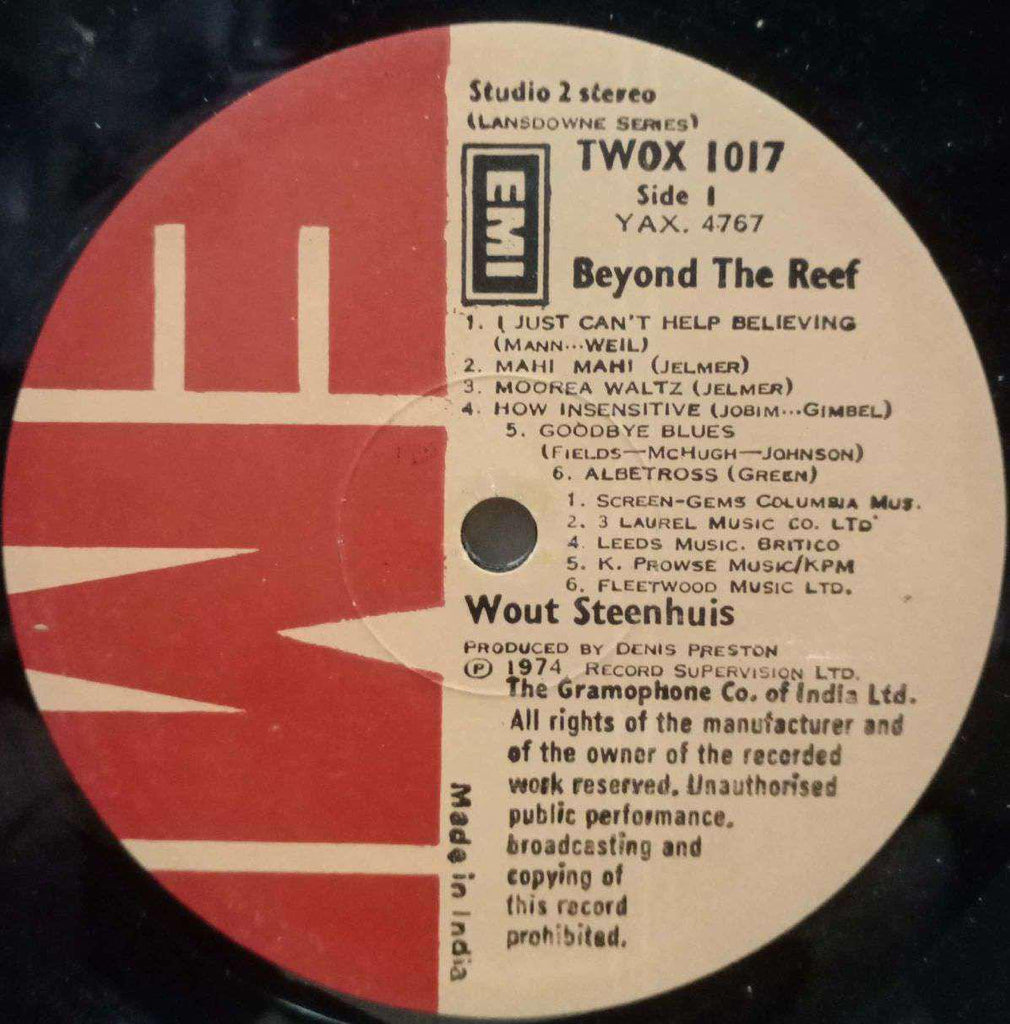 Studio 2 stereo
(LANSDOWNE SERIES)
EMI
TWOX 1017
Side 1
YAX. 4767
Beyond The Reef
1. I JUST CAN'T HELP BELIEVING
(MANN...WEIL)
2. MAHI MAHI (JELMER)
3. MOOREA WALTZ (JELMER)
4. HOW INSENSITIVE (JOBIM...GIMBEL)
5. GOODBYE BLUES
(FIELDS—MCHUGH—JOHNSON)
6. ALBETROSS (GREEN)
1. SCREEN-GEMS COLUMBIA MUS.
2. 3 LAUREL MUSIC CO. LTD
4. LEEDS MUSIC. BRITICO
5. K. PROWSE MUSIC/KPM
6. FLEETWOOD MUSIC LTD.
Wout Steenhuis
PRODUCED BY DENIS PRESTON
Ⓟ 1974 RECORD SUPERVISION LTD.
The Gramophone Co. of India Ltd.
All rights of the manufacturer and
of the owner of the recorded
work reserved. Unauthorised
public performance.
broadcasting and
copying of
this record
prohibited.
Made in India
EMI